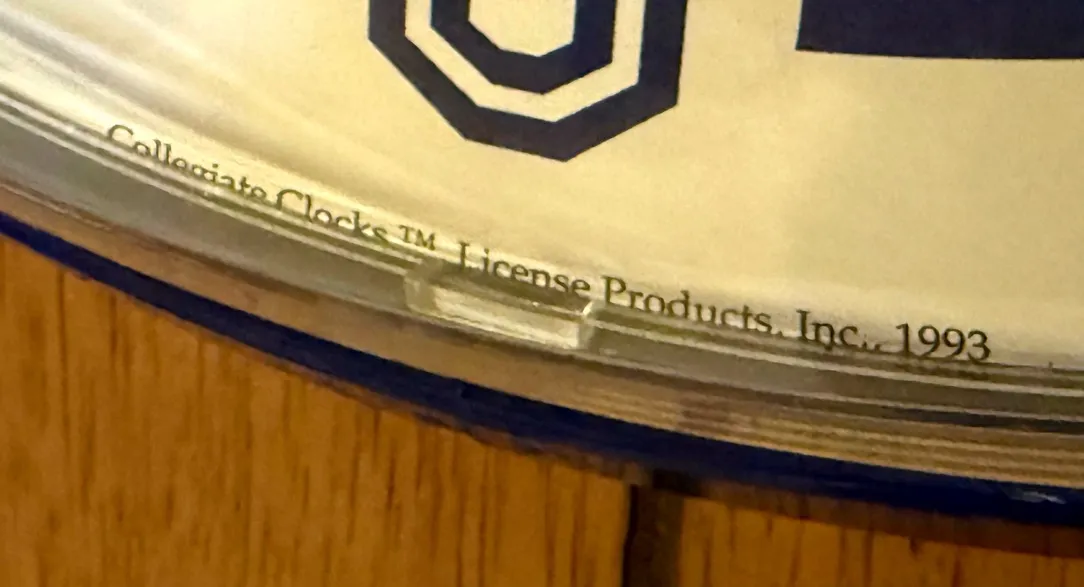 Collegiate Clocks™ License Products, Inc., 1993